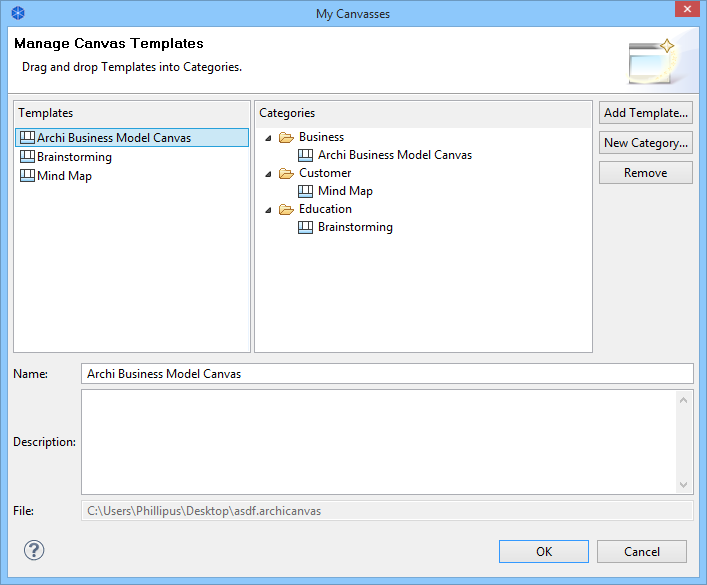 My Canvasses
Manage Canvas Templates
Drag and drop Templates into Categories.
Templates
Archi Business Model Canvas
Brainstorming
Mind Map
Categories
Business
Archi Business Model Canvas
Customer
Mind Map
Education
Brainstorming
Add Template...
New Category...
Remove
Name: Archi Business Model Canvas
Description:
File: C:\Users\Phillipus\Desktop\asdf.archicanvas
?
OK Cancel